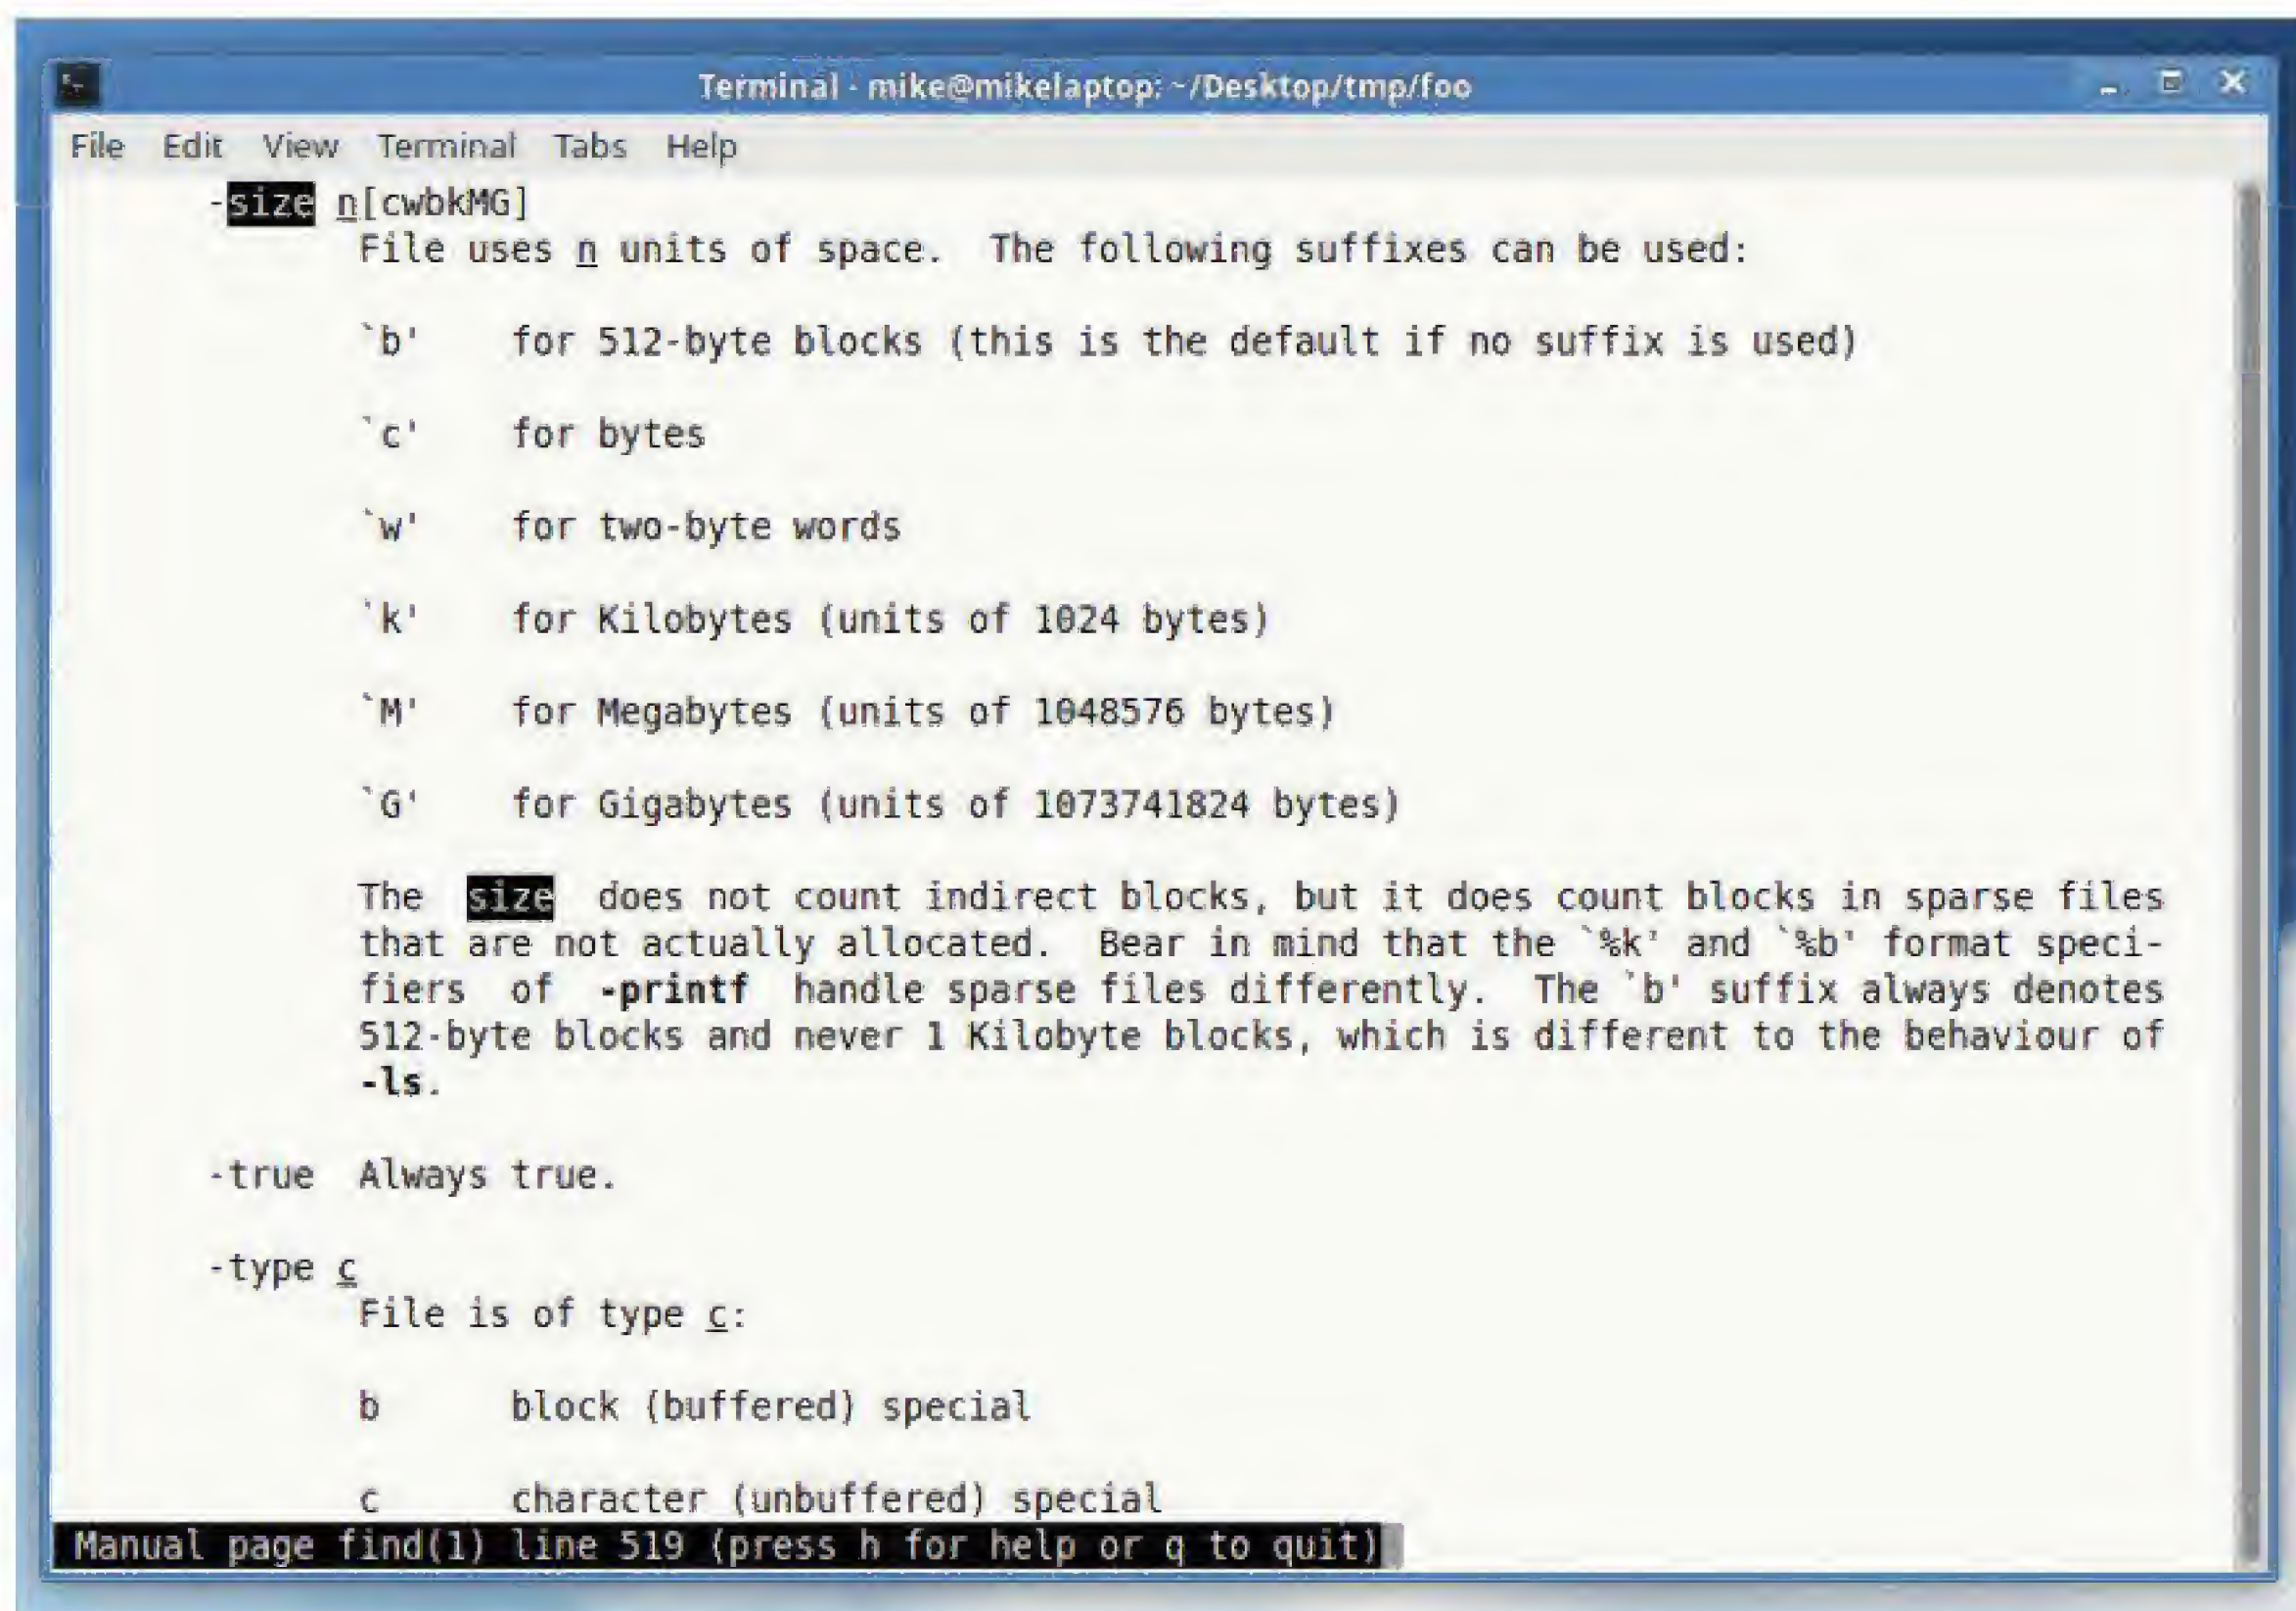 Terminal - mike@mikelaptop: ~/Desktop/tmp/foo
File Edit View Terminal Tabs Help
-size n[cwbkMG]
File uses n units of space.  The following suffixes can be used:
`b'    for 512-byte blocks (this is the default if no suffix is used)
`c'    for bytes
`w'    for two-byte words
`k'    for Kilobytes (units of 1024 bytes)
`M'    for Megabytes (units of 1048576 bytes)
`G'    for Gigabytes (units of 1073741824 bytes)
The  size  does not count indirect blocks, but it does count blocks in sparse files
that are not actually allocated.  Bear in mind that the `%k' and `%b' format speci-
fiers  of  -printf  handle sparse files differently.  The `b' suffix always denotes
512-byte blocks and never 1 Kilobyte blocks, which is different to the behaviour of
-ls.
-true  Always true.
-type c
File is of type c:
b      block (buffered) special
c      character (unbuffered) special
Manual page find(1) line 519 (press h for help or q to quit)